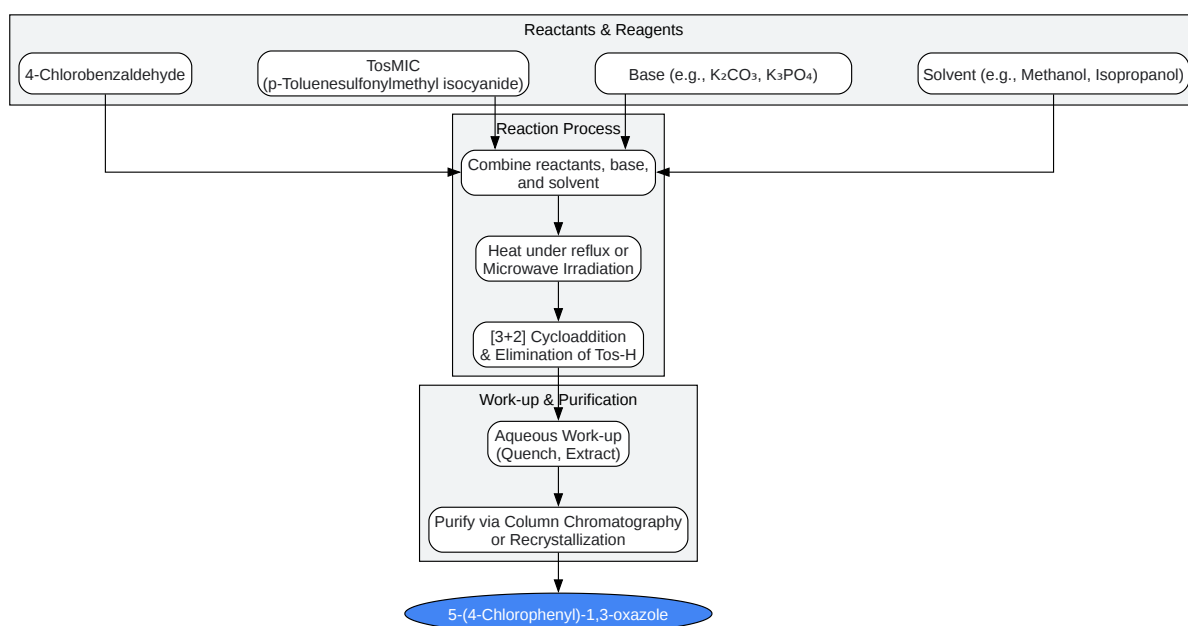 Reactants & Reagents
4-Chlorobenzaldehyde
TosMIC
(p-Toluenesulfonylmethyl isocyanide)
Base (e.g., K₂CO₃, K₃PO₄)
Solvent (e.g., Methanol, Isopropanol)
Reaction Process
Combine reactants, base,
and solvent
Heat under reflux or
Microwave Irradiation
[3+2] Cycloaddition
& Elimination of Tos-H
Work-up & Purification
Aqueous Work-up
(Quench, Extract)
Purify via Column Chromatography
or Recrystallization
5-(4-Chlorophenyl)-1,3-oxazole